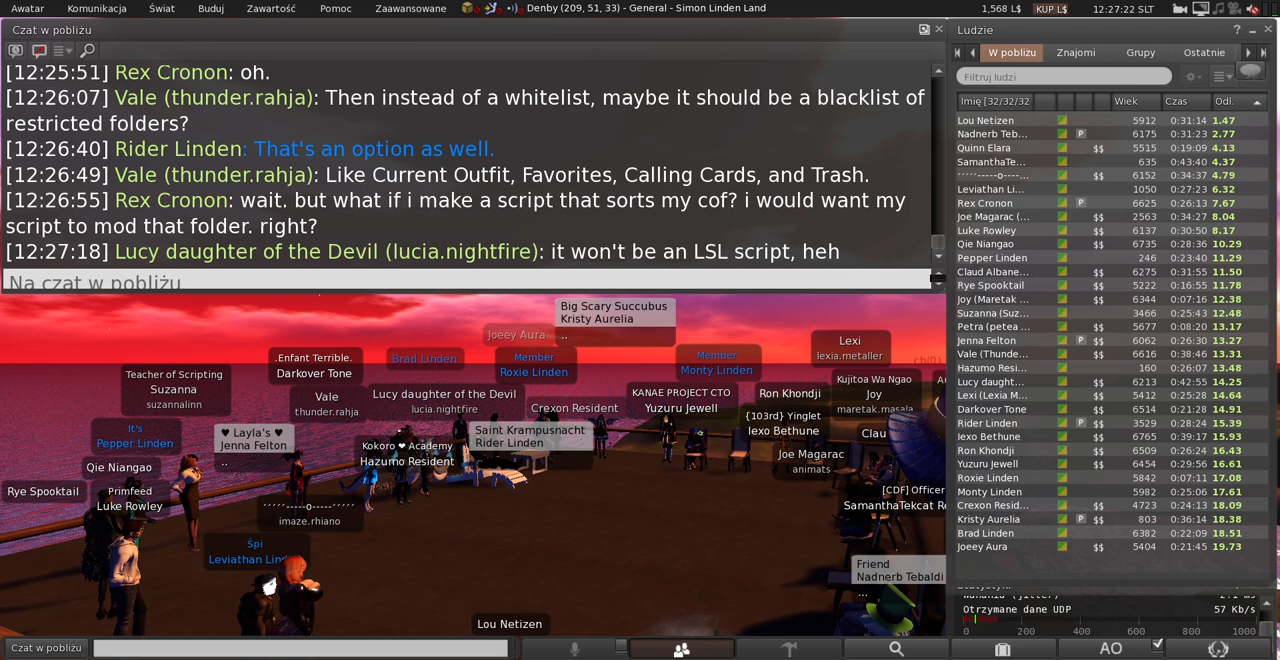 Awatar Komunikacja Świat Buduj Zawartość Pomoc Zaawansowane Denby (209, 51, 33) - General - Simon Linden Land 1,568 L$ KUP L$ 12:27:22 SLT
Czat w pobliżu
[12:25:51] Rex Cronon: oh.
[12:26:07] Vale (thunder.rahja): Then instead of a whitelist, maybe it should be a blacklist of
restricted folders?
[12:26:40] Rider Linden: That's an option as well.
[12:26:49] Vale (thunder.rahja): Like Current Outfit, Favorites, Calling Cards, and Trash.
[12:26:55] Rex Cronon: wait. but what if i make a script that sorts my cof? i would want my
script to mod that folder. right?
[12:27:18] Lucy daughter of the Devil (lucia.nightfire): it won't be an LSL script, heh
Na czat w pobliżu
Big Scary Succubus
Kristy Aurelia
..
Joeey Aura
.Enfant Terrible.
Darkover Tone
Brad Linden
Member
Roxie Linden
Member
Monty Linden
Lexi
lexia.metaller
Teacher of Scripting
Suzanna
suzannalinn
Vale
thunder.rahja
Lucy daughter of the Devil
lucia.nightfire
Crexon Resident
KANAE PROJECT CTO
Yuzuru Jewell
Ron Khondji
Kujitoa Wa Ngao
Joy
maretak.masala
It's
Pepper Linden
♥ Layla's ♥
Jenna Felton
..
Kokoro ❤ Academy
Hazumo Resident
Saint Krampusnacht
Rider Linden
{103rd} Yinglet
Iexo Bethune
Clau
Joe Magarac
animats
Qie Niangao
Rye Spooktail
Primfeed
Luke Rowley
′′′′′-----o-----′′′′′
imaze.rhiano
[CDF] Officer
SamanthaTekcat Re
Śpi
Leviathan Lind
Friend
Nadnerb Tebaldi
...
Lou Netizen
Czat w pobliżu
Ludzie
W pobliżu Znajomi Grupy Ostatnie
Filtruj ludzi
Imię [32/32/32 Wiek Czas Odl.
Lou Netizen 5912 0:31:14 1.47
Nadnerb Teb... P 6175 0:31:23 2.77
Quinn Elara $$ 5515 0:19:09 4.13
SamanthaTe... 635 0:43:40 4.37
′′′′′-----o----... $$ 6152 0:34:37 4.79
Leviathan Li... 1050 0:27:23 6.32
Rex Cronon P 6625 0:26:13 7.67
Joe Magarac (... $$ 2563 0:34:27 8.04
Luke Rowley $$ 6137 0:30:50 8.17
Qie Niangao $$ 6735 0:28:36 10.29
Pepper Linden 246 0:23:40 11.29
Claud Albane... $$ 6275 0:31:55 11.50
Rye Spooktail $$ 5222 0:16:55 11.78
Joy (Maretak ... $$ 6344 0:07:16 12.38
Suzanna (Suz... 3466 0:25:43 12.48
Petra (petea ... $$ 5677 0:08:20 13.17
Jenna Felton P $$ 6062 0:26:30 13.27
Vale (Thunde... $$ 6616 0:38:46 13.31
Hazumo Resi... 160 0:26:07 13.48
Lucy daught... $$ 6213 0:42:55 14.25
Lexi (Lexia M... $$ 5412 0:25:28 14.64
Darkover Tone $$ 6514 0:21:28 14.91
Rider Linden P $$ 3529 0:28:24 15.39
Iexo Bethune $$ 6765 0:39:17 15.93
Ron Khondji $$ 6509 0:26:24 16.43
Yuzuru Jewell $$ 6454 0:29:56 16.61
Roxie Linden 5842 0:07:11 17.08
Monty Linden 5982 0:25:06 17.61
Crexon Resid... $$ 4723 0:24:13 18.09
Kristy Aurelia P $$ 803 0:36:14 18.38
Brad Linden 6382 0:22:09 18.51
Joeey Aura $$ 5404 0:21:45 19.73
Otrzymane dane UDP 57 Kb/s
0 200 400 600 800 1000
AO